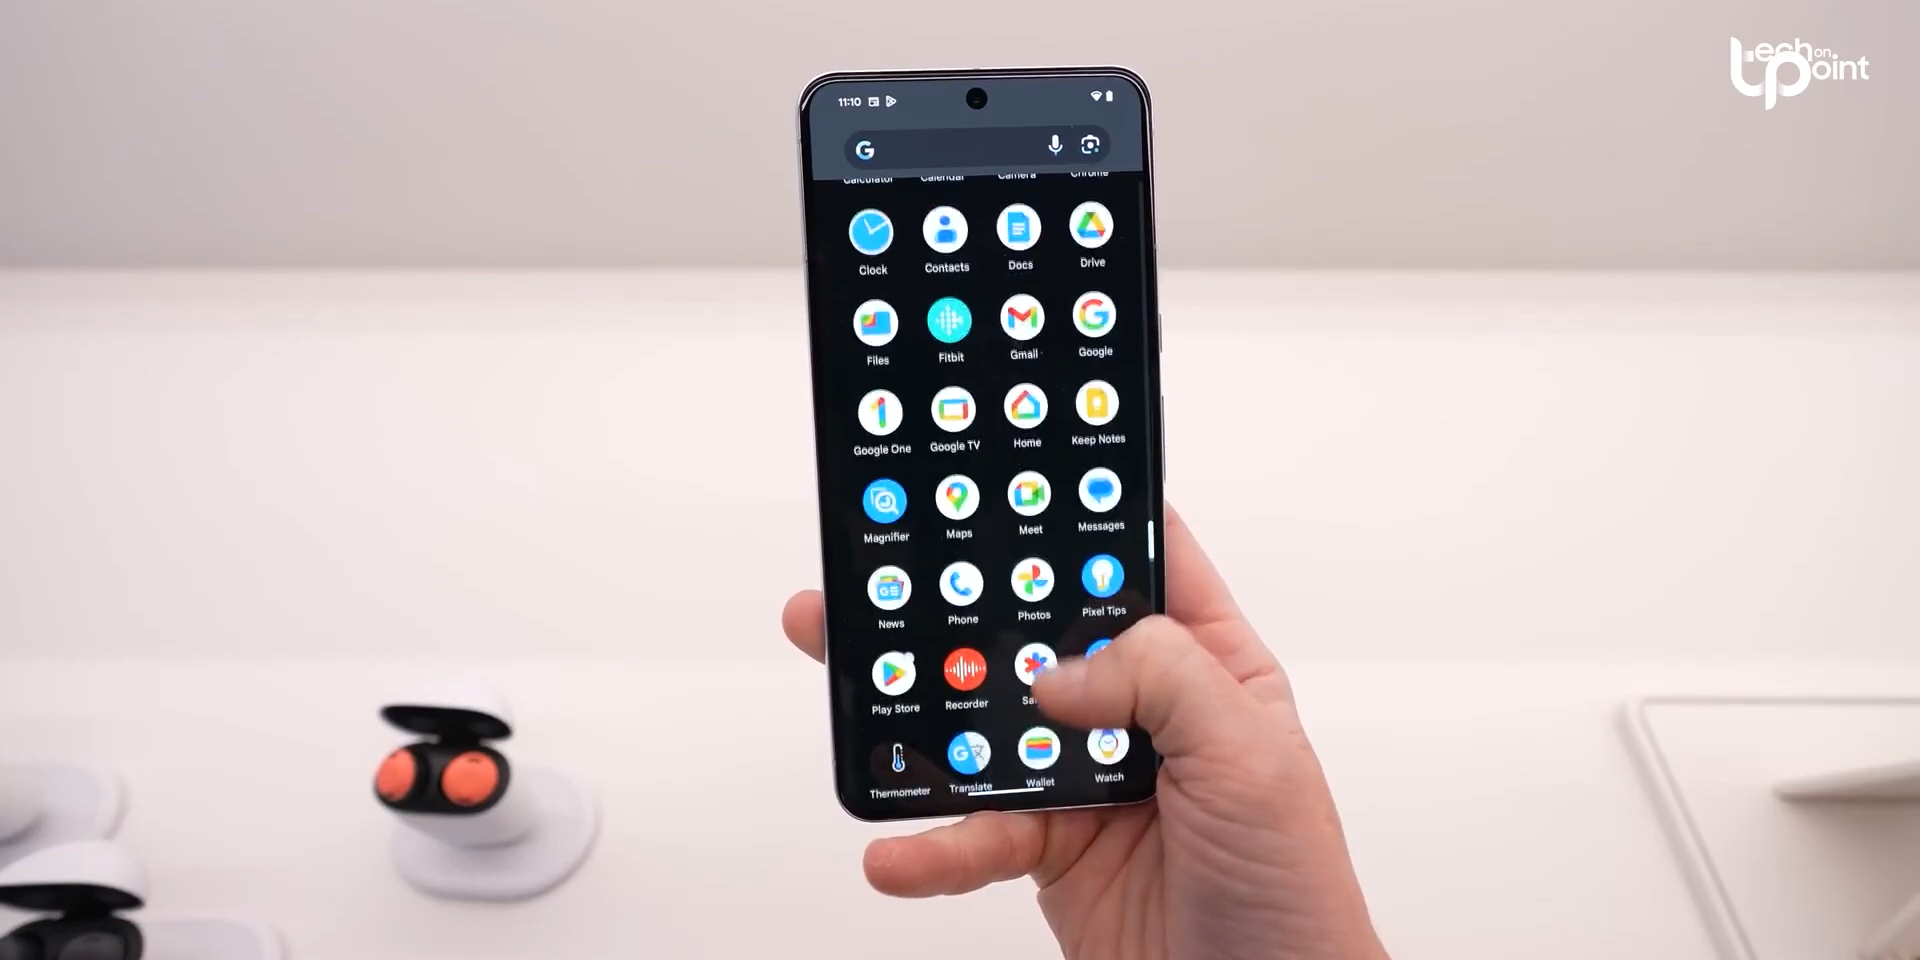 Tech on Point
11:10
G
Calculator Calendar Camera Chrome
Clock Contacts Docs Drive
Files Fitbit Gmail Google
Google One Google TV Home Keep Notes
Magnifier Maps Meet Messages
News Phone Photos Pixel Tips
Play Store Recorder Sa
Thermometer Translate Wallet Watch